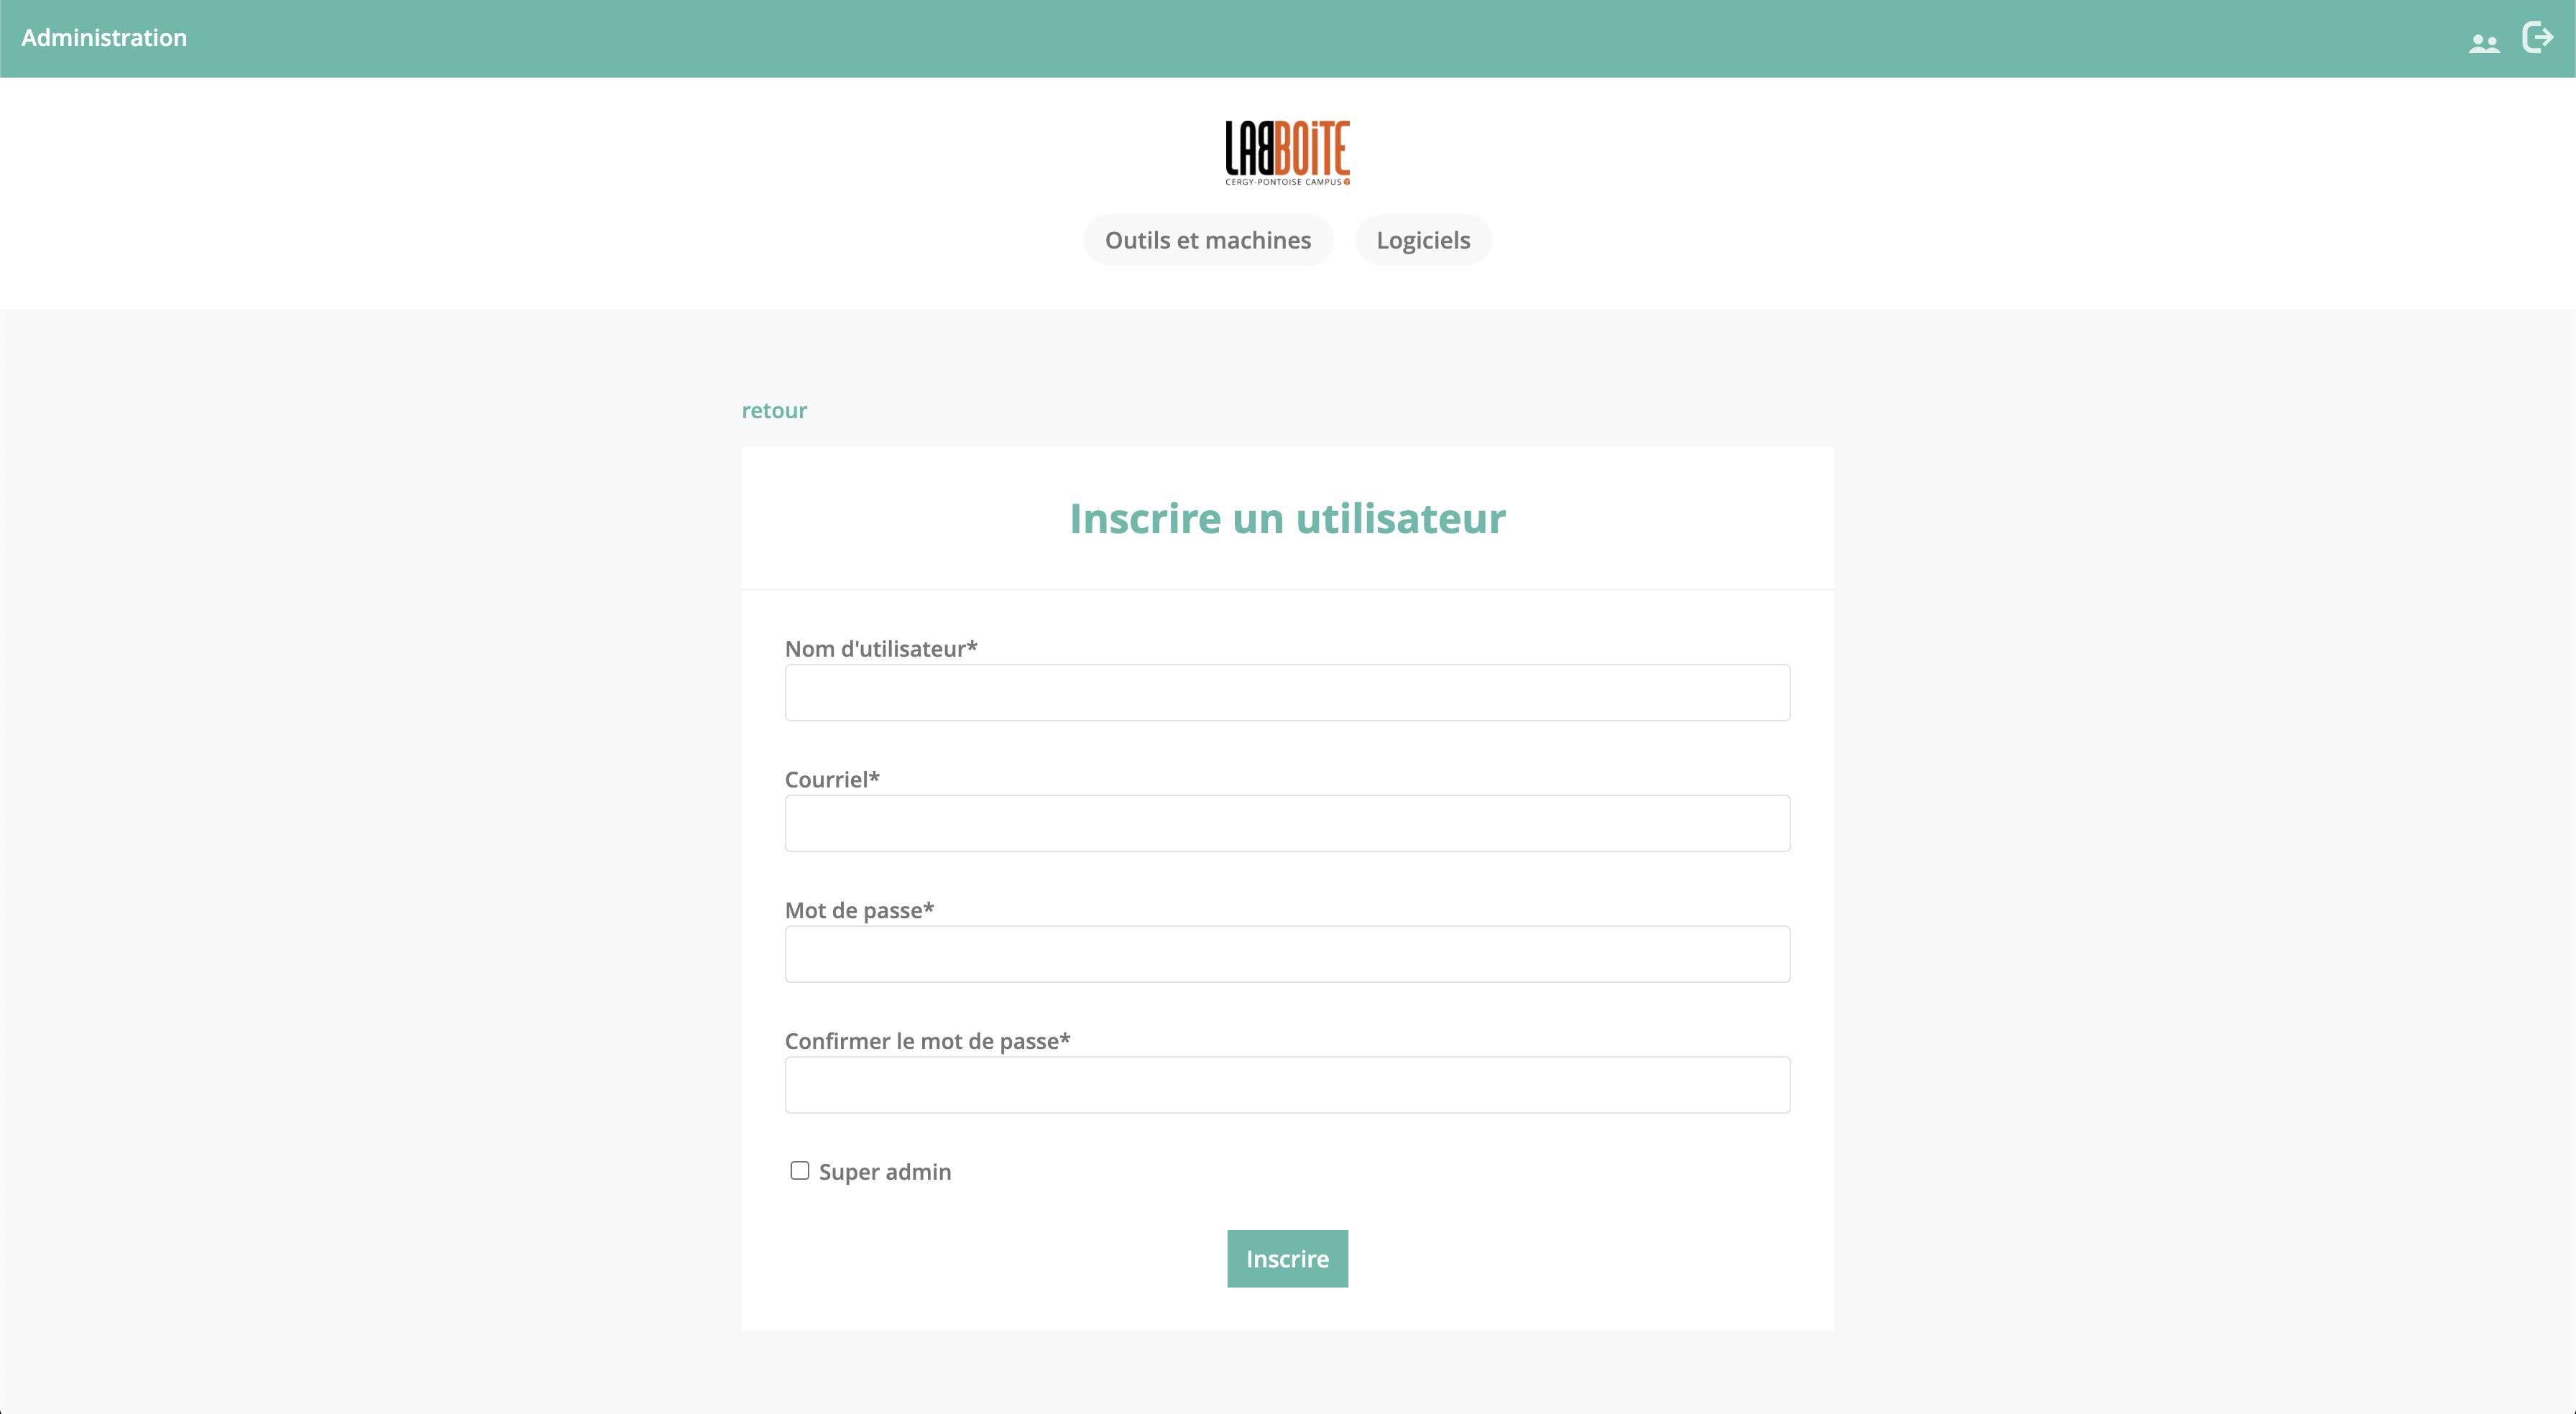 Administration
LABBOITE
CERGY-PONTOISE CAMPUS
Outils et machines
Logiciels
retour
Inscrire un utilisateur
Nom d'utilisateur*
Courriel*
Mot de passe*
Confirmer le mot de passe*
Super admin
Inscrire